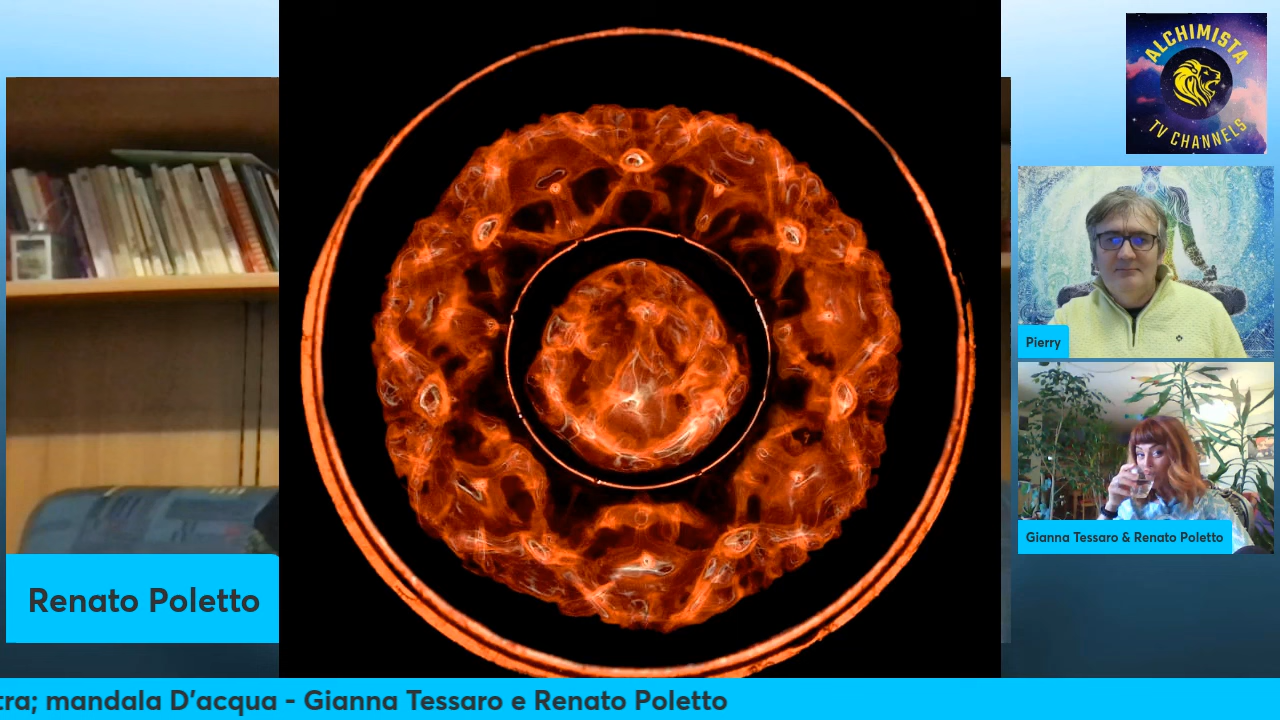 ALCHIMISTA
TV CHANNELS
Pierry
Gianna Tessaro & Renato Poletto
Renato Poletto
tra; mandala D'acqua - Gianna Tessaro e Renato Poletto